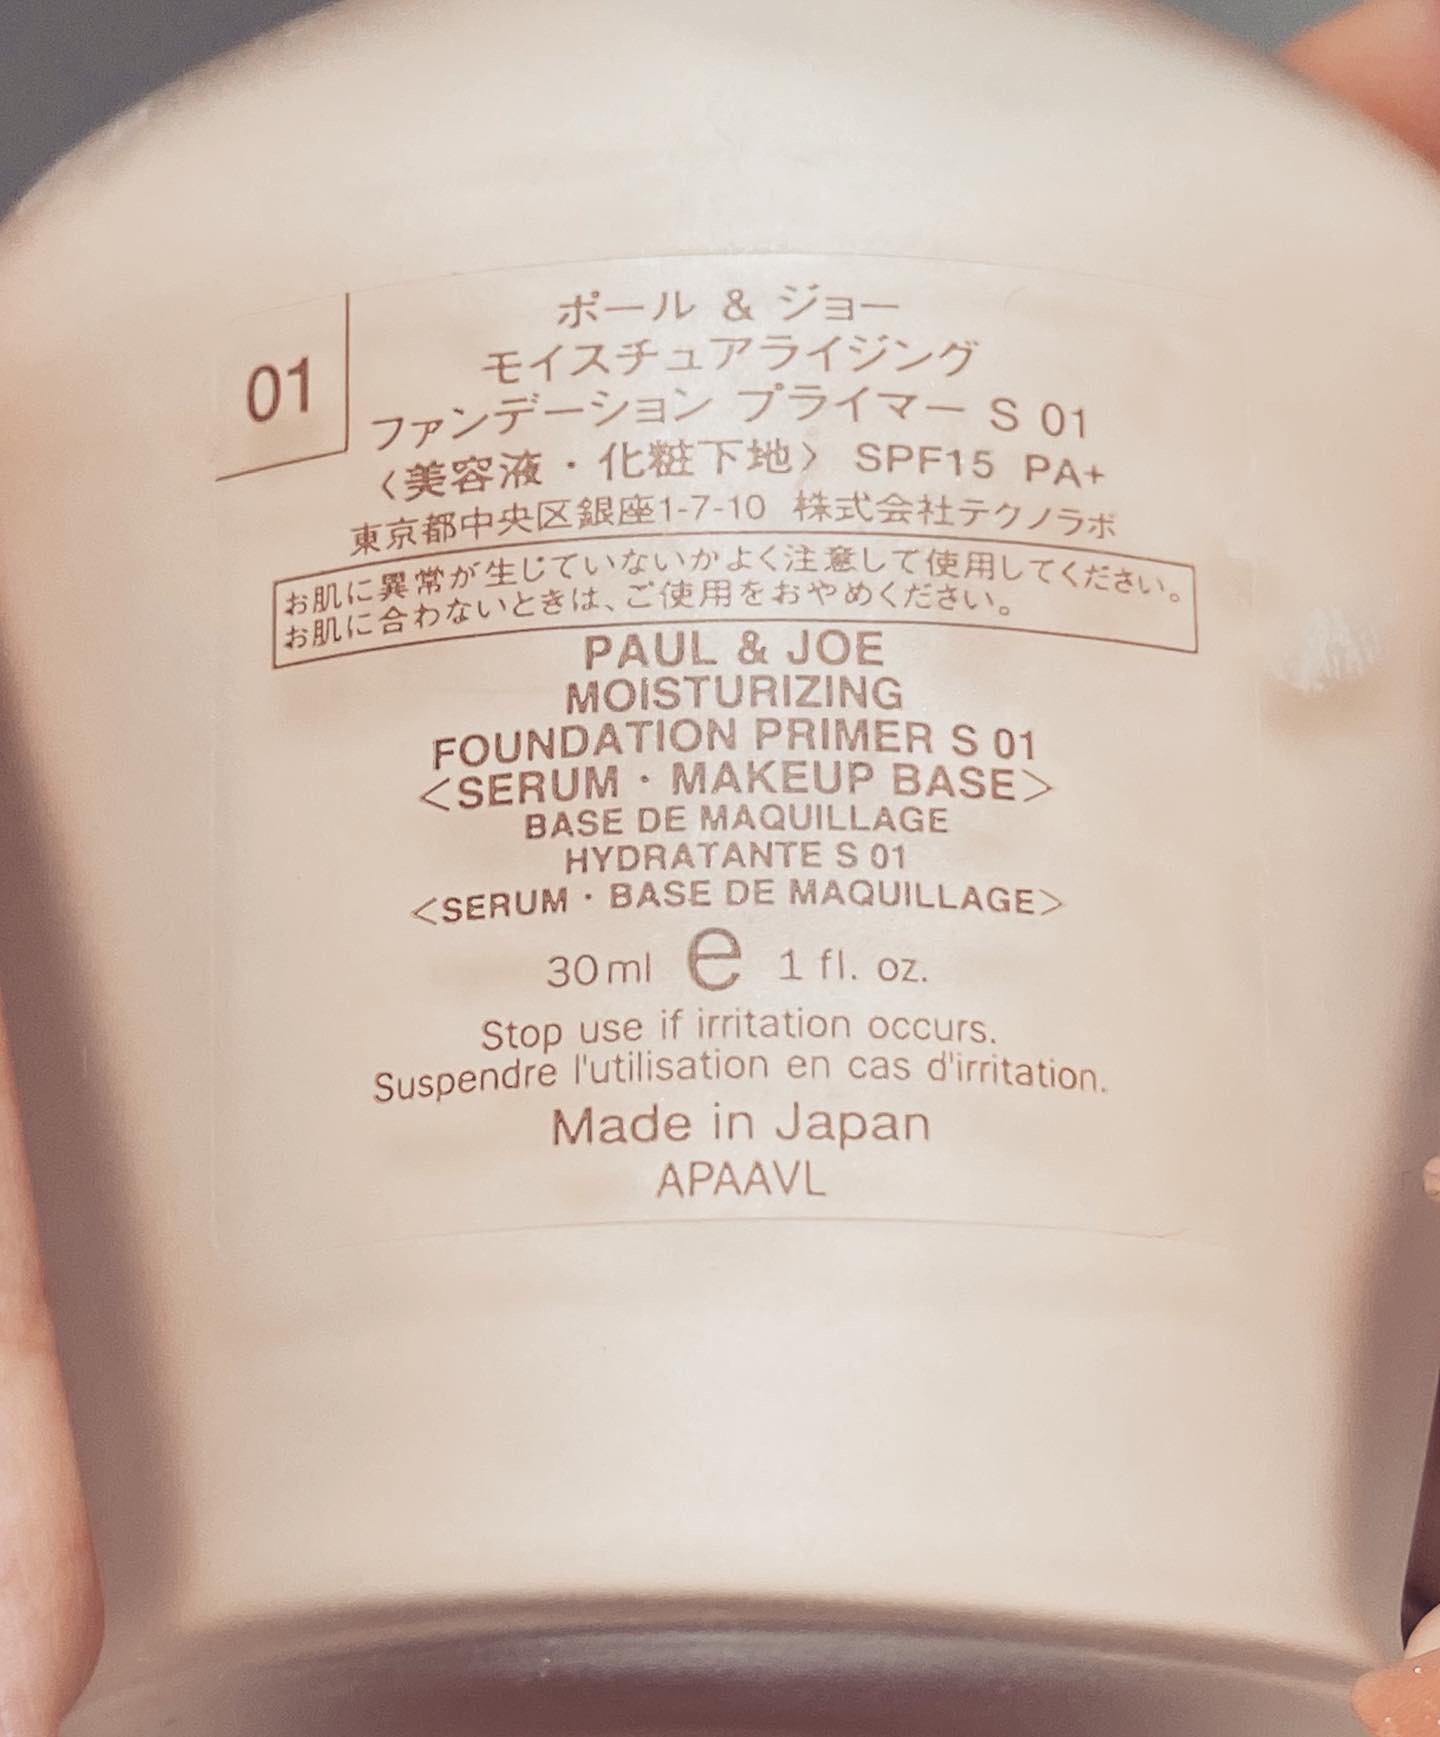 01
ポール & ジョー
モイスチュアライジング
ファンデーション プライマー S 01
〈美容液・化粧下地〉 SPF15 PA+
東京都中央区銀座1-7-10 株式会社テクノラボ
お肌に異常が生じていないかよく注意して使用してください。
お肌に合わないときは、ご使用をおやめください。
PAUL & JOE
MOISTURIZING
FOUNDATION PRIMER S 01
<SERUM・MAKEUP BASE>
BASE DE MAQUILLAGE
HYDRATANTE S 01
<SERUM・BASE DE MAQUILLAGE>
30ml e 1 fl. oz.
Stop use if irritation occurs.
Suspendre l'utilisation en cas d'irritation.
Made in Japan
APAAVL